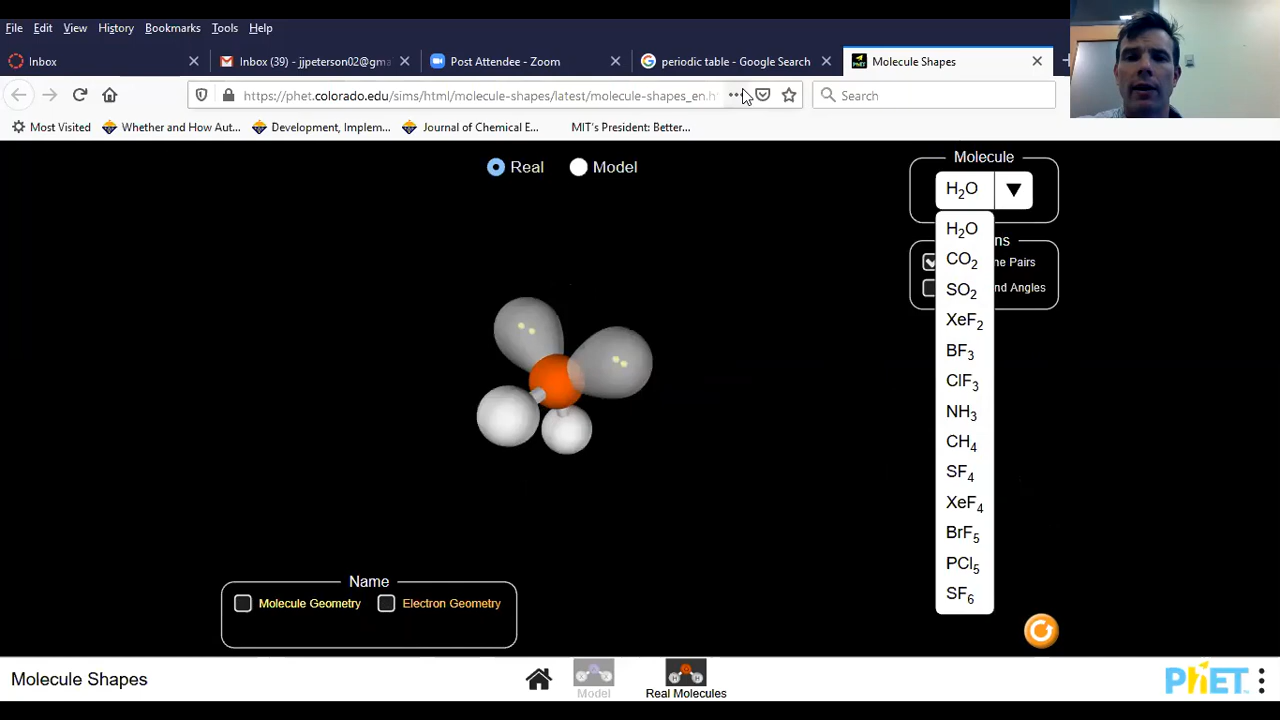 File Edit View History Bookmarks Tools Help
Inbox
Inbox (39) - jjpeterson02@gma
Post Attendee - Zoom
periodic table - Google Search
Molecule Shapes
https://phet.colorado.edu/sims/html/molecule-shapes/latest/molecule-shapes_en.h
Search
Most Visited
Whether and How Aut...
Development, Implem...
Journal of Chemical E...
MIT's President: Better...
Real
Model
Molecule
H₂O
H₂O
CO₂
SO₂
XeF₂
BF₃
ClF₃
NH₃
CH₄
SF₄
XeF₄
BrF₅
PCl₅
SF₆
ns
ne Pairs
nd Angles
Name
Molecule Geometry
Electron Geometry
Molecule Shapes
Model
Real Molecules
PhET